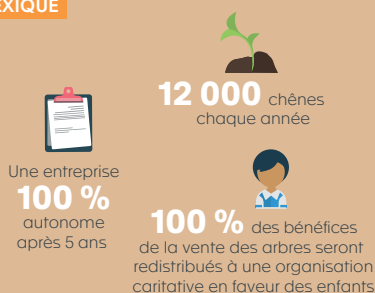 EXIQUE
12 000 chênes
chaque année
Une entreprise
100 %
autonome
après 5 ans
100 % des bénéfices
de la vente des arbres seront
redistribués à une organisation
caritative en faveur des enfants